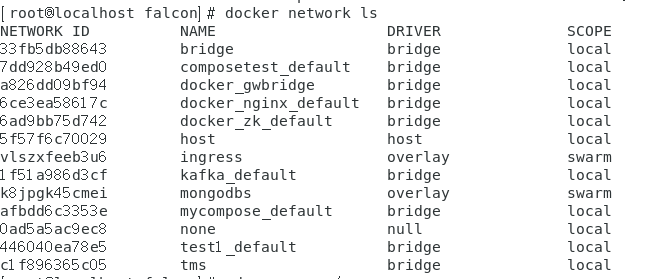 [root@localhost falcon]# docker network ls
NETWORK ID NAME DRIVER SCOPE
33fb5db88643 bridge bridge local
7dd928b49ed0 composetest_default bridge local
a826dd09bf94 docker_gwbridge bridge local
6ce3ea58617c docker_nginx_default bridge local
6ad9bb75d742 docker_zk_default bridge local
5f57f6c70029 host host local
vlszxfeeb3u6 ingress overlay swarm
1f51a986d3cf kafka_default bridge local
k8jpgk45cmei mongodbs overlay swarm
afbdd6c3353e mycompose_default bridge local
0ad5a5ac9ec8 none null local
446040ea78e5 test1_default bridge local
c1f896365c05 tms bridge local